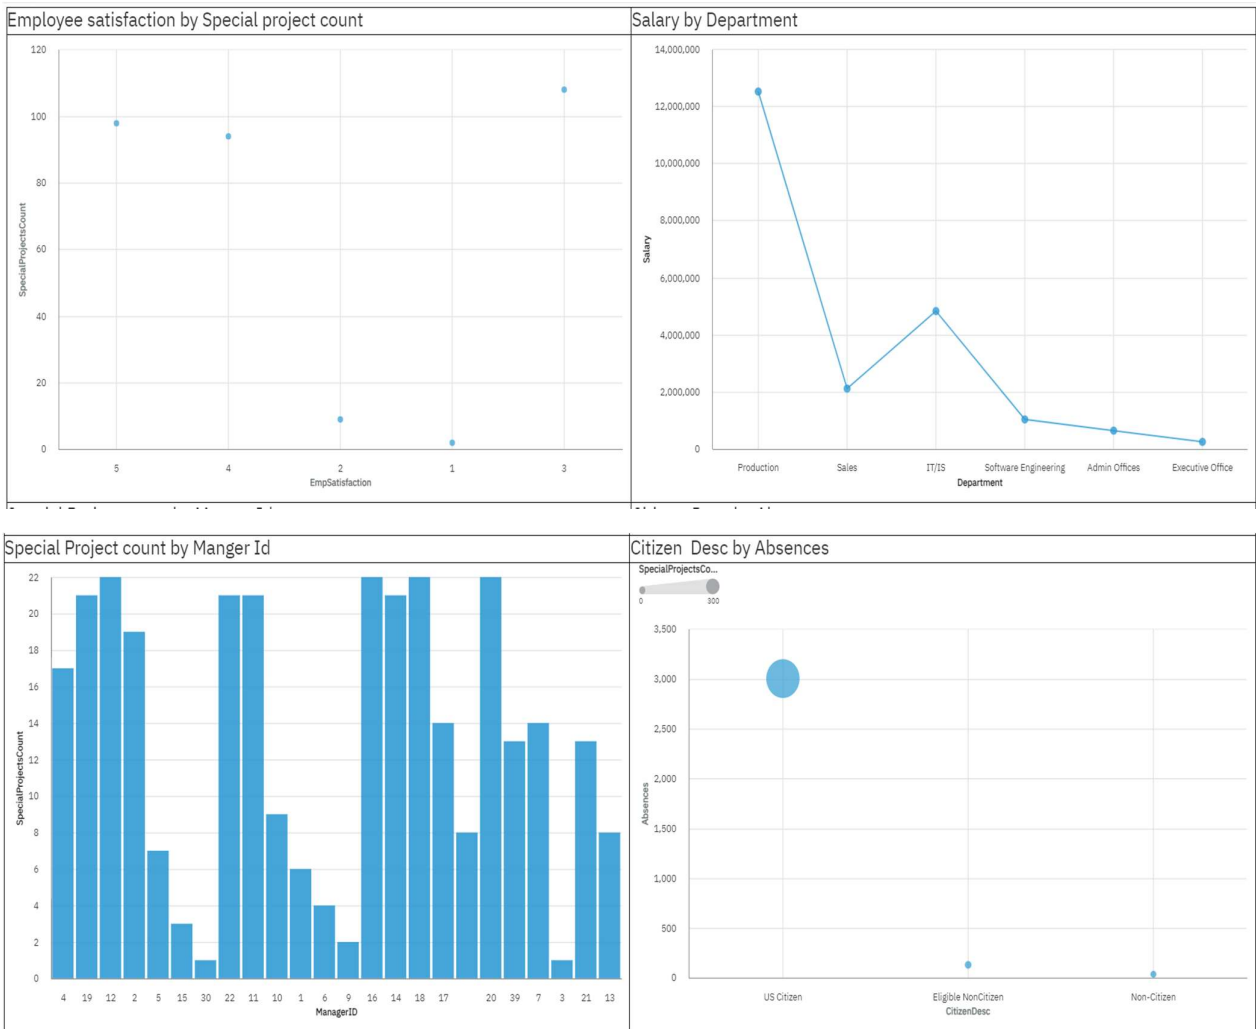 Employee satisfaction by Special project count
120
100
80
60
40
20
0
SpecialProjectsCount
5 4 2 1 3
EmpSatisfaction
Salary by Department
14,000,000
12,000,000
10,000,000
8,000,000
6,000,000
4,000,000
2,000,000
0
Salary
Production Sales IT/IS Software Engineering Admin Offices Executive Office
Department
Special Project count by Manger Id
22
20
18
16
14
12
10
8
6
4
2
0
SpecialProjectsCount
4 19 12 2 5 15 30 22 11 10 1 6 9 16 14 18 17 20 39 7 3 21 13
ManagerID
Citizen Desc by Absences
SpecialProjectsCo...
0 300
3,500
3,000
2,500
2,000
1,500
1,000
500
0
Absences
US Citizen Eligible NonCitizen Non-Citizen
CitizenDesc